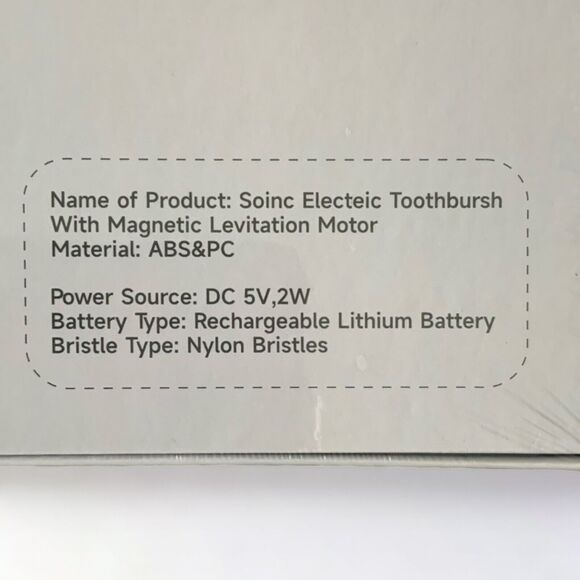 Name of Product: Soinc Electeic Toothbursh
With Magnetic Levitation Motor
Material: ABS&PC
Power Source: DC 5V,2W
Battery Type: Rechargeable Lithium Battery
Bristle Type: Nylon Bristles